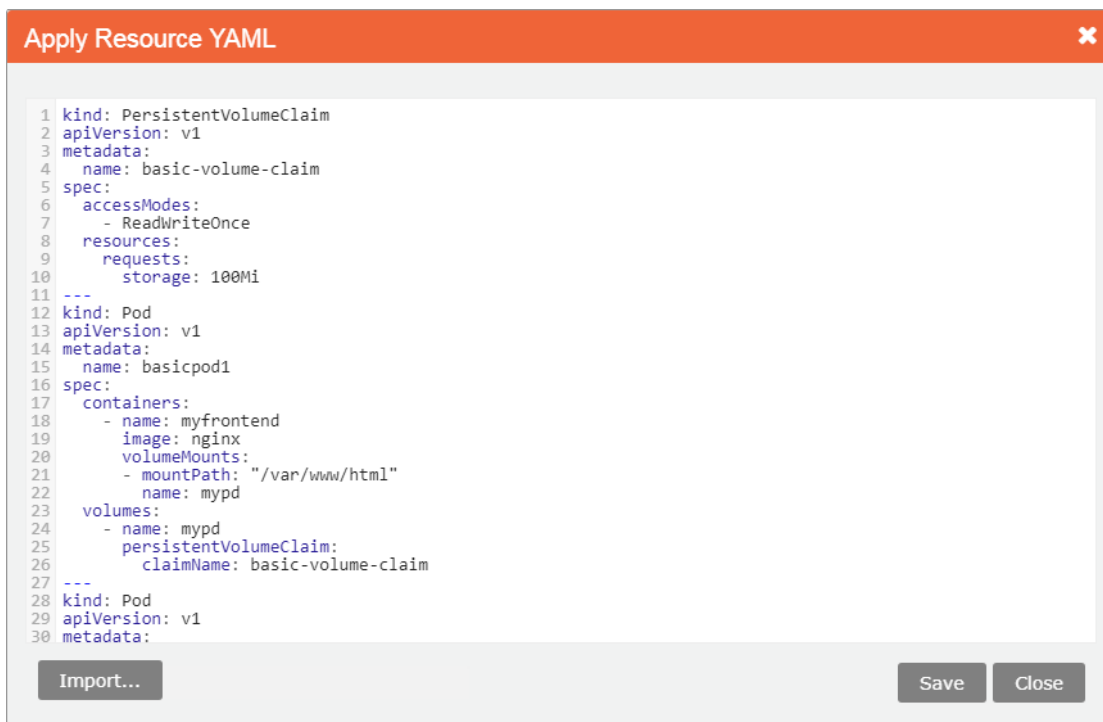 Apply Resource YAML
1 kind: PersistentVolumeClaim
2 apiVersion: v1
3 metadata:
4   name: basic-volume-claim
5 spec:
6   accessModes:
7     - ReadWriteOnce
8   resources:
9     requests:
10       storage: 100Mi
11 ---
12 kind: Pod
13 apiVersion: v1
14 metadata:
15   name: basicpod1
16 spec:
17   containers:
18     - name: myfrontend
19       image: nginx
20       volumeMounts:
21       - mountPath: "/var/www/html"
22         name: mypd
23   volumes:
24     - name: mypd
25       persistentVolumeClaim:
26         claimName: basic-volume-claim
27 ---
28 kind: Pod
29 apiVersion: v1
30 metadata:
Import... Save Close